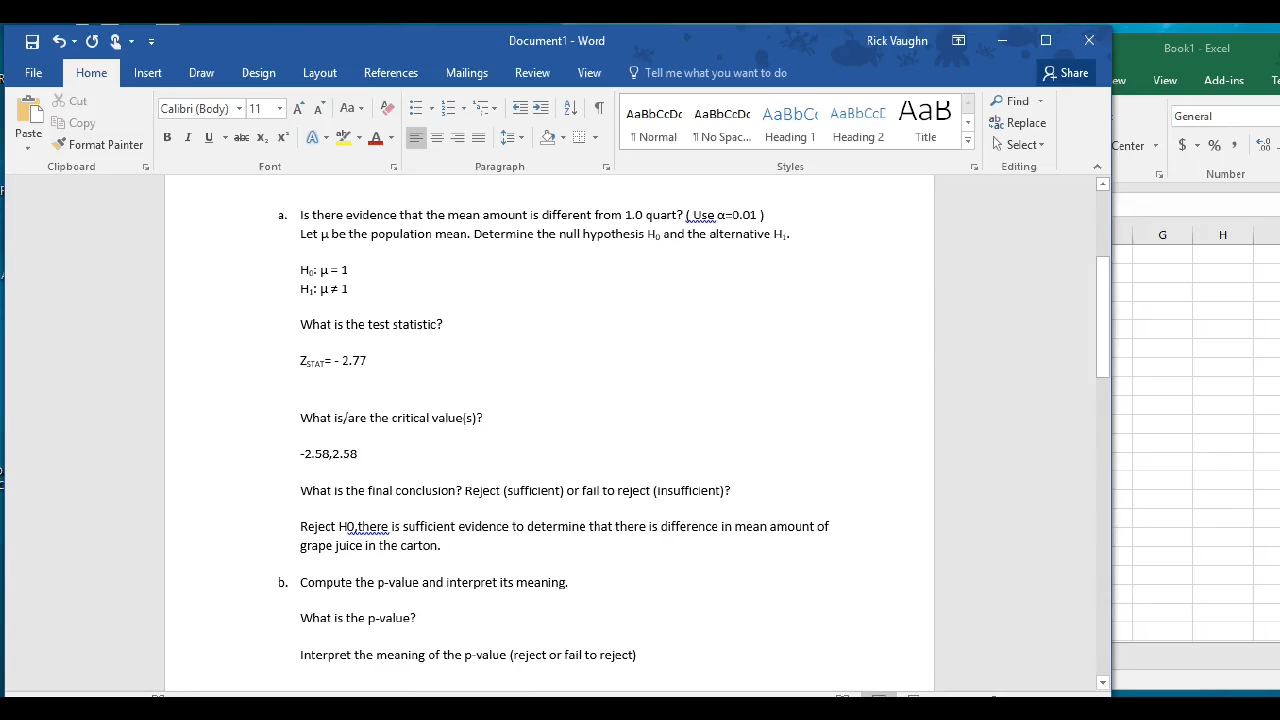 Document1 - Word
Rick Vaughn
Book1 - Excel
File Home Insert Draw Design Layout References Mailings Review View Tell me what you want to do Share
View Add-ins
Paste
Cut
Copy
Format Painter
Calibri (Body) 11
AaBbCcDc AaBbCcDc AaBbCc AaBbCcD AaB
¶ Normal ¶ No Spac... Heading 1 Heading 2 Title
Find
Replace
Select
General
Center
Clipboard Font Paragraph Styles Editing
Number
G H
a. Is there evidence that the mean amount is different from 1.0 quart? ( Use α=0.01 )
Let μ be the population mean. Determine the null hypothesis H₀ and the alternative H₁.
H₀: μ = 1
H₁: μ ≠ 1
What is the test statistic?
ZSTAT= - 2.77
What is/are the critical value(s)?
-2.58,2.58
What is the final conclusion? Reject (sufficient) or fail to reject (insufficient)?
Reject H0,there is sufficient evidence to determine that there is difference in mean amount of
grape juice in the carton.
b. Compute the p-value and interpret its meaning.
What is the p-value?
Interpret the meaning of the p-value (reject or fail to reject)